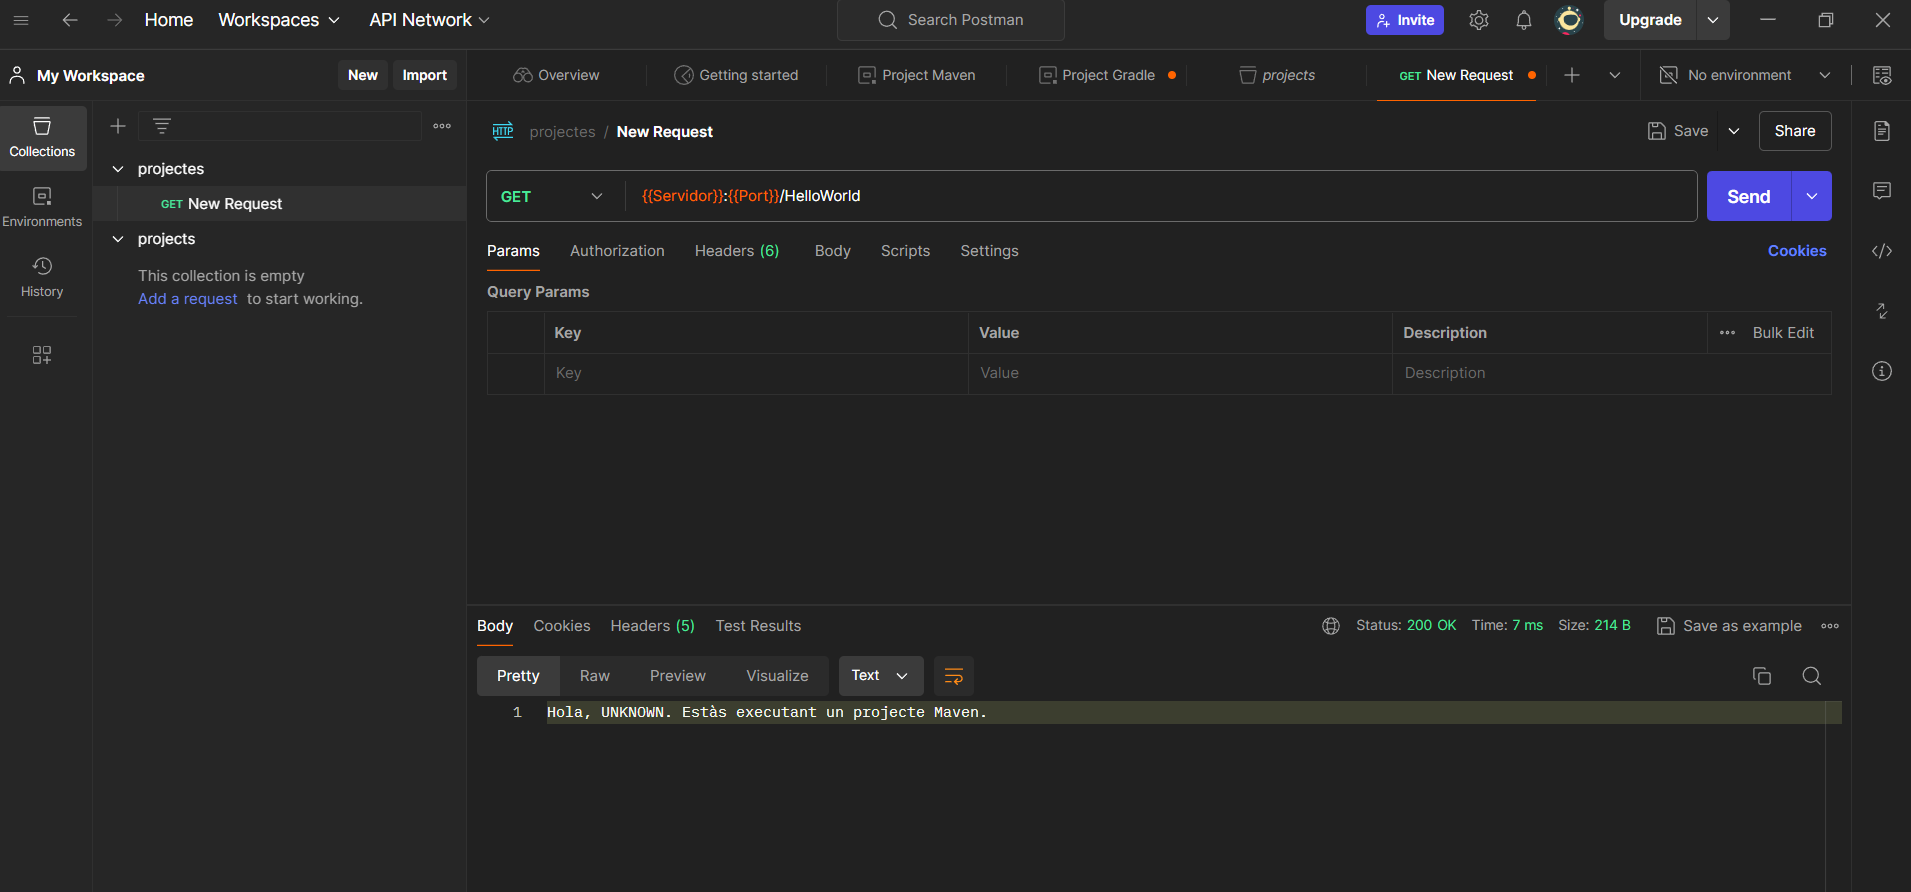 Home Workspaces API Network Search Postman Invite Upgrade
My Workspace New Import Overview Getting started Project Maven Project Gradle projects GET New Request No environment
Collections
Environments
History
projectes
GET New Request
projects
This collection is empty
Add a request to start working.
HTTP projectes / New Request Save Share
GET {{Servidor}}:{{Port}}/HelloWorld Send
Params Authorization Headers (6) Body Scripts Settings Cookies
Query Params
Key Value Description Bulk Edit
Key Value Description
Body Cookies Headers (5) Test Results Status: 200 OK Time: 7 ms Size: 214 B Save as example
Pretty Raw Preview Visualize Text
1 Hola, UNKNOWN. Estàs executant un projecte Maven.